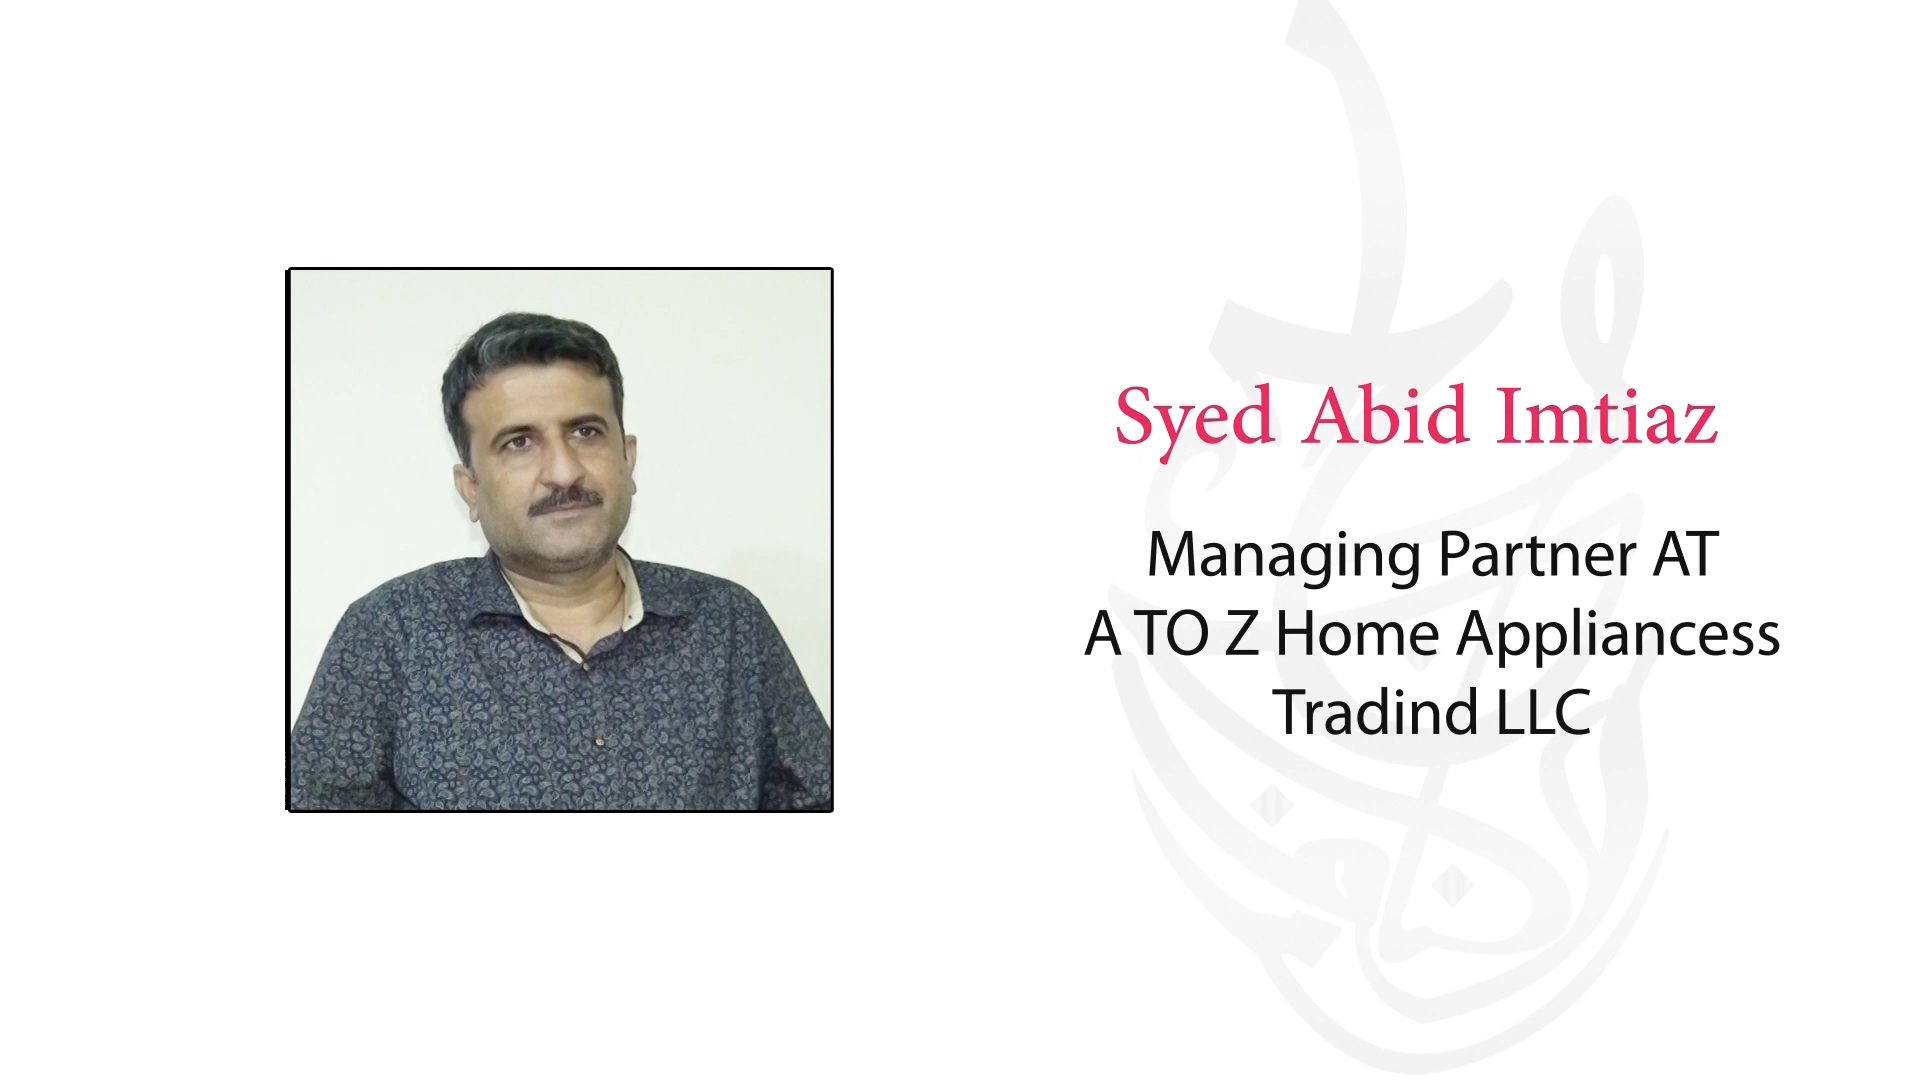 Syed Abid Imtiaz
Managing Partner AT
A TO Z Home Appliancess
Tradind LLC